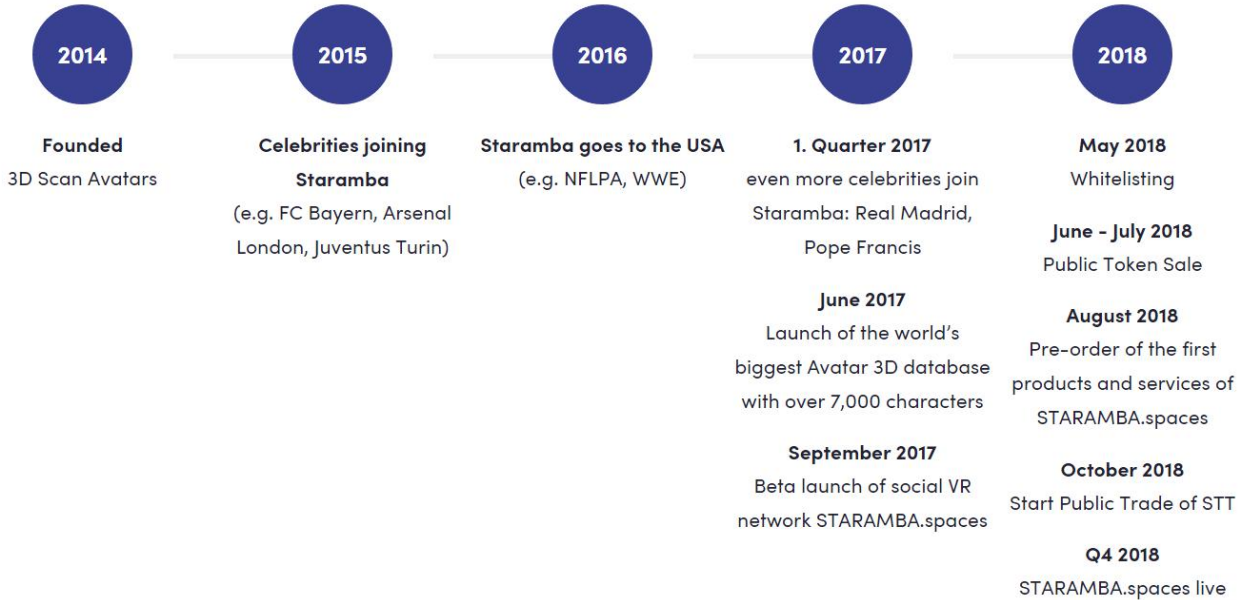 2014
2015
2016
2017
2018
Founded
3D Scan Avatars
Celebrities joining
Staramba
(e.g. FC Bayern, Arsenal
London, Juventus Turin)
Staramba goes to the USA
(e.g. NFLPA, WWE)
1. Quarter 2017
even more celebrities join
Staramba: Real Madrid,
Pope Francis
June 2017
Launch of the world’s
biggest Avatar 3D database
with over 7,000 characters
September 2017
Beta launch of social VR
network STARAMBA.spaces
May 2018
Whitelisting
June - July 2018
Public Token Sale
August 2018
Pre-order of the first
products and services of
STARAMBA.spaces
October 2018
Start Public Trade of STT
Q4 2018
STARAMBA.spaces live